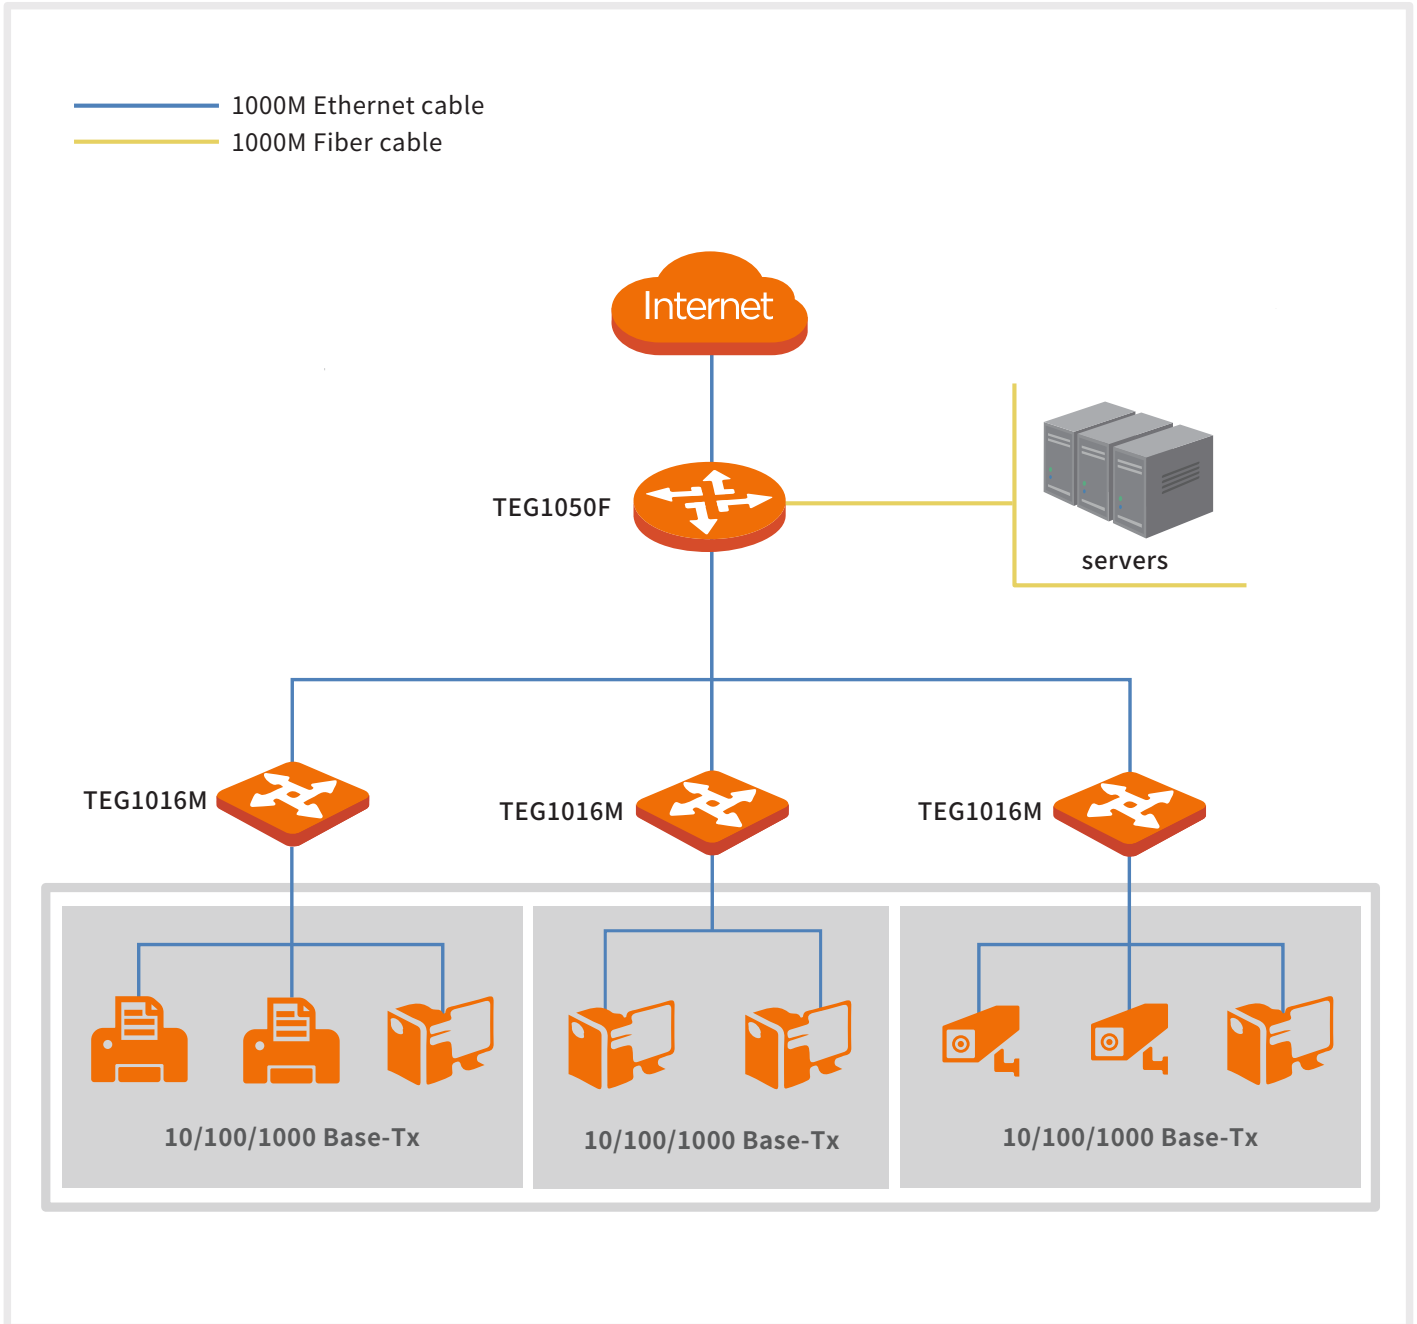 1000M Ethernet cable
1000M Fiber cable
Internet
TEG1050F
servers
TEG1016M
TEG1016M
TEG1016M
10/100/1000 Base-Tx
10/100/1000 Base-Tx
10/100/1000 Base-Tx